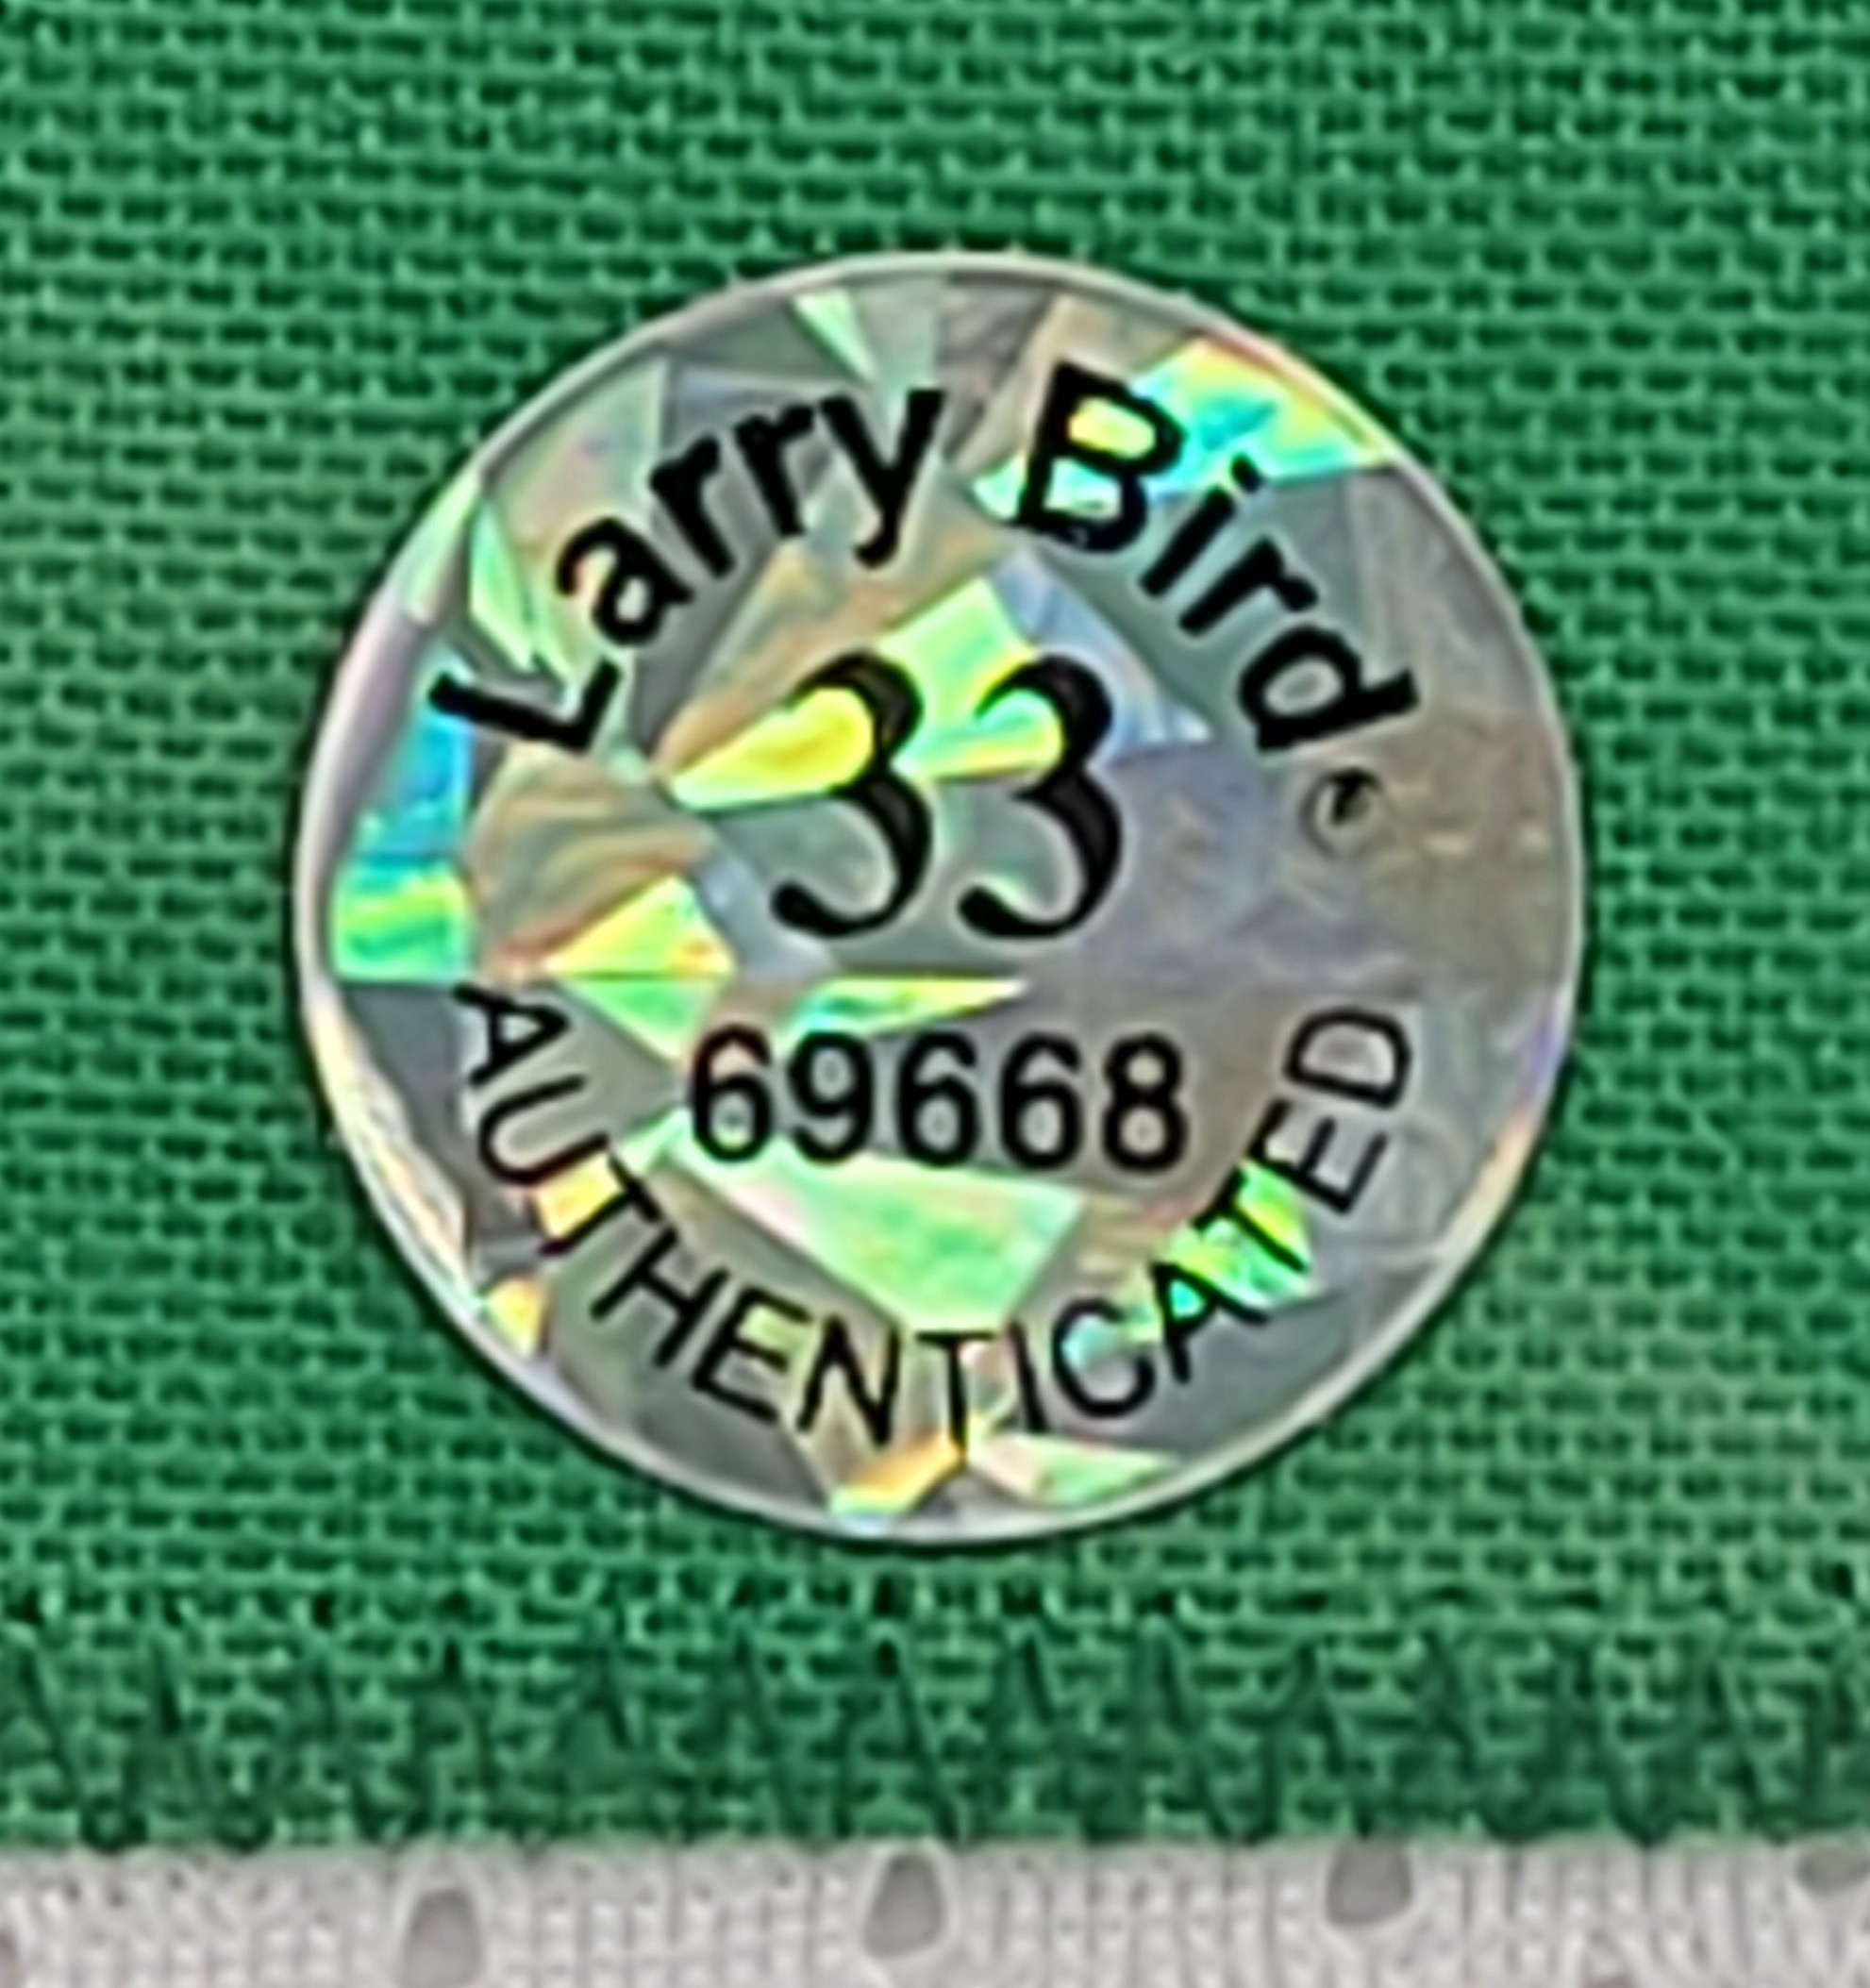 Larry Bird®
33
69668
AUTHENTICATED